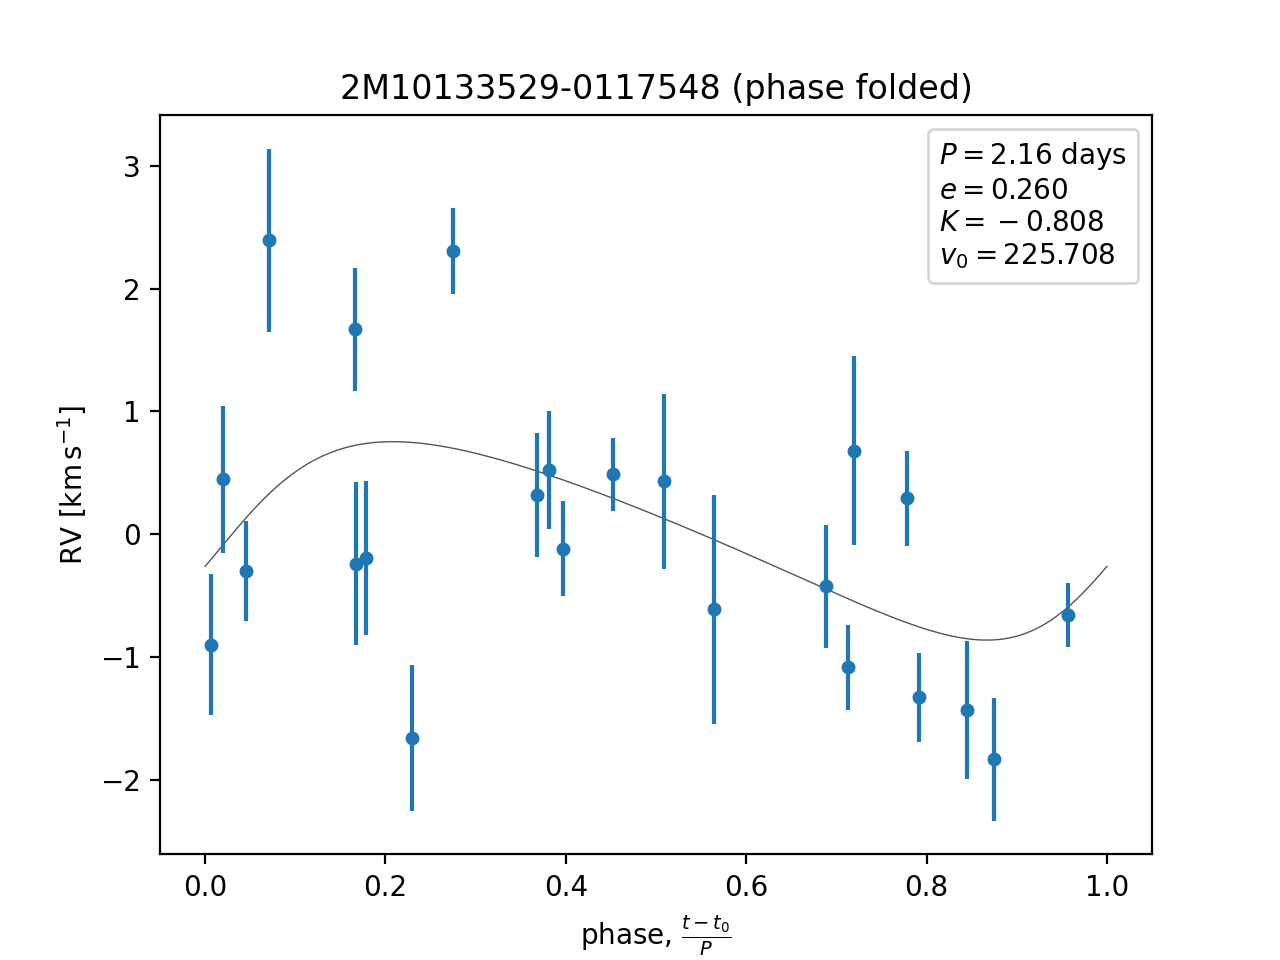 2M10133529-0117548 (phase folded)
P = 2.16 days
e = 0.260
K = −0.808
v₀ = 225.708
3
2
1
0
−1
−2
RV [km s⁻¹]
0.0 0.2 0.4 0.6 0.8 1.0
phase, (t − t₀)/P